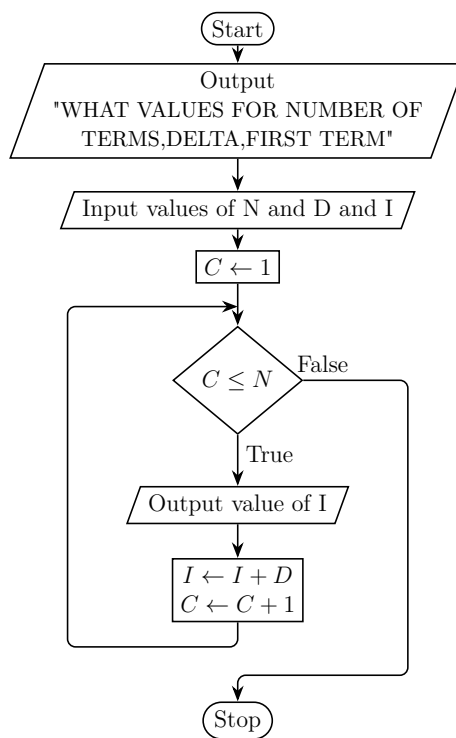 Start
Output
"WHAT VALUES FOR NUMBER OF
TERMS,DELTA,FIRST TERM"
Input values of N and D and I
C ← 1
C ≤ N
False
True
Output value of I
I ← I + D
C ← C + 1
Stop